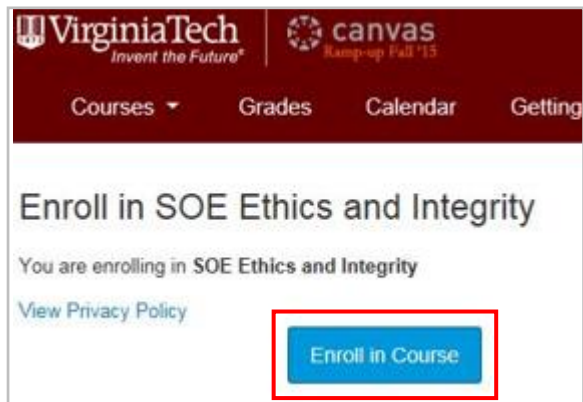 VirginiaTech
Invent the Future®
canvas
Ramp-up Fall '15
Courses Grades Calendar Getting
Enroll in SOE Ethics and Integrity
You are enrolling in SOE Ethics and Integrity
View Privacy Policy
Enroll in Course